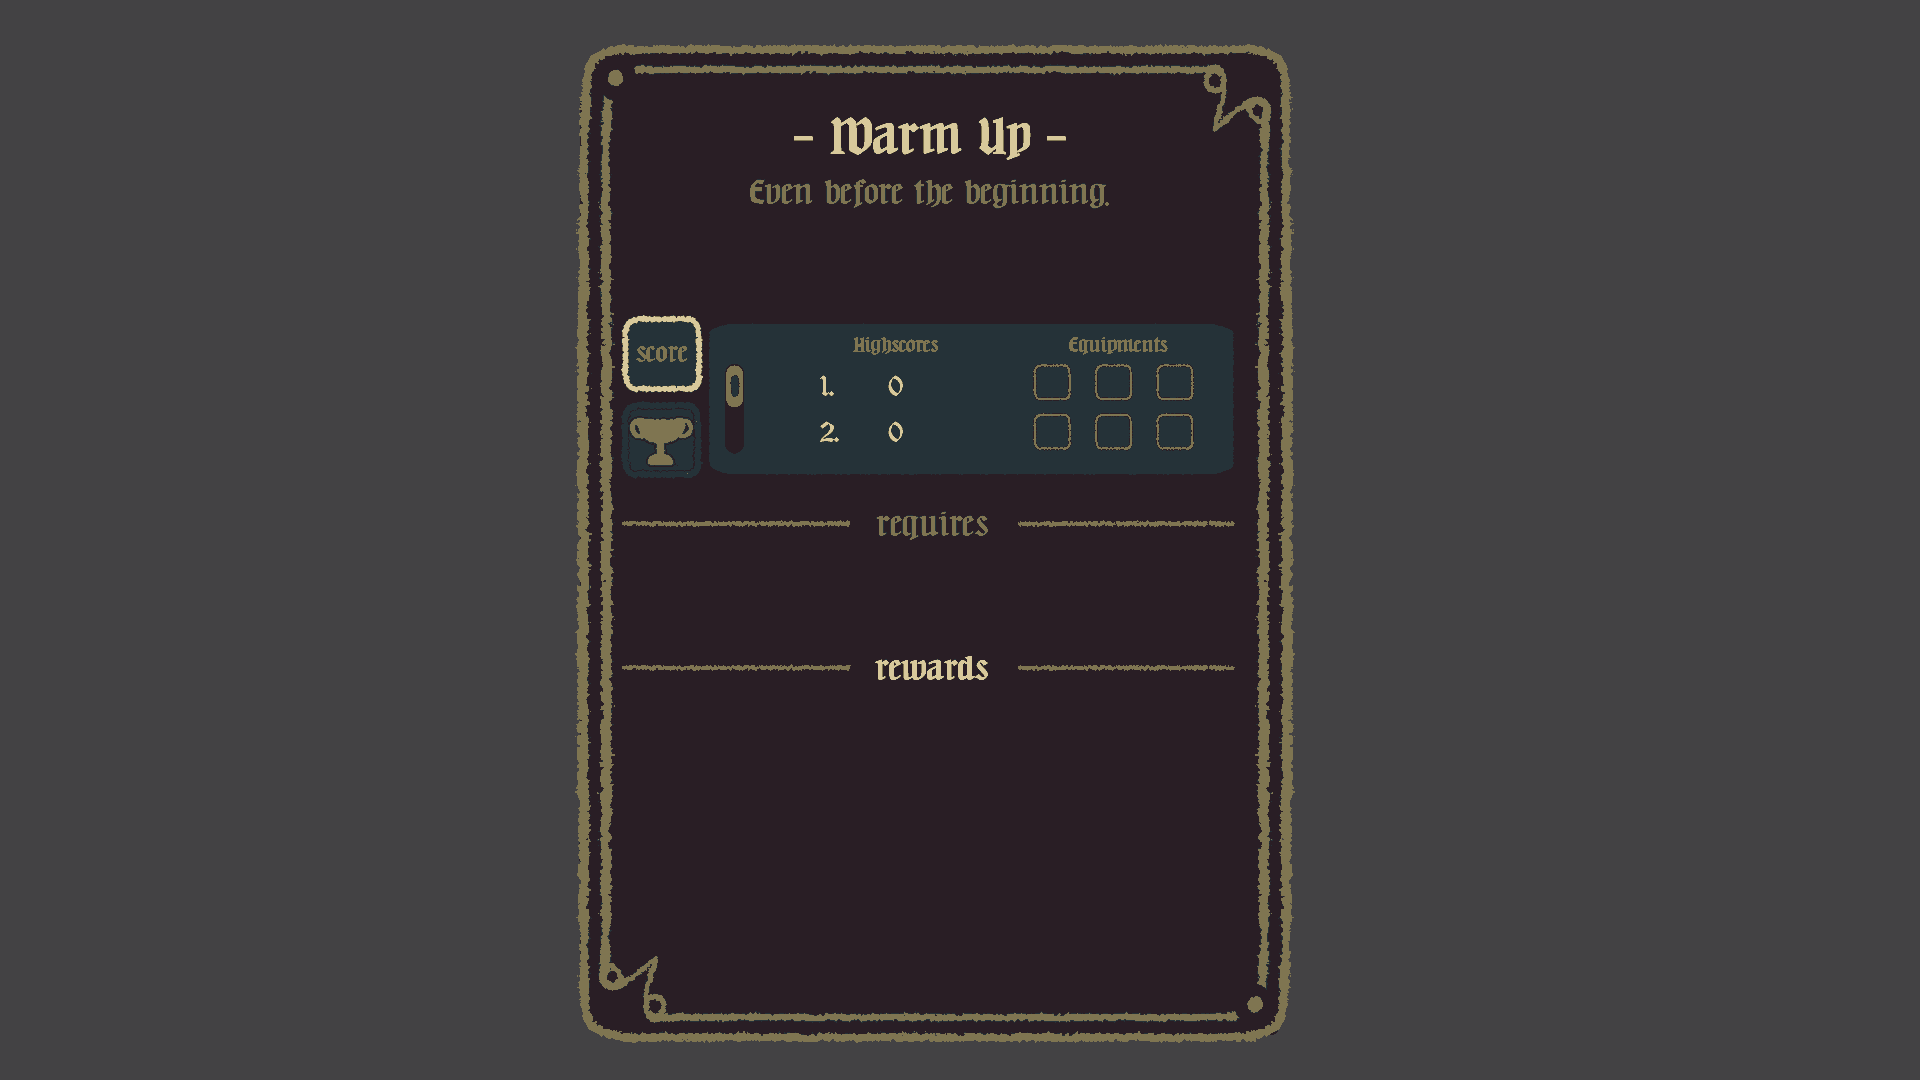 - Warm Up -
Even before the beginning.
score
Highscores Equipments
1. 0
2. 0
requires
rewards